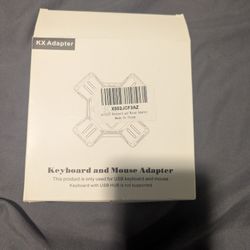 KX Adapter
X002JCF3AZ
Keyboard and Mouse Adapter
This product is only used for USB keyboard and mouse.
Keyboard with USB HUB is not supported.